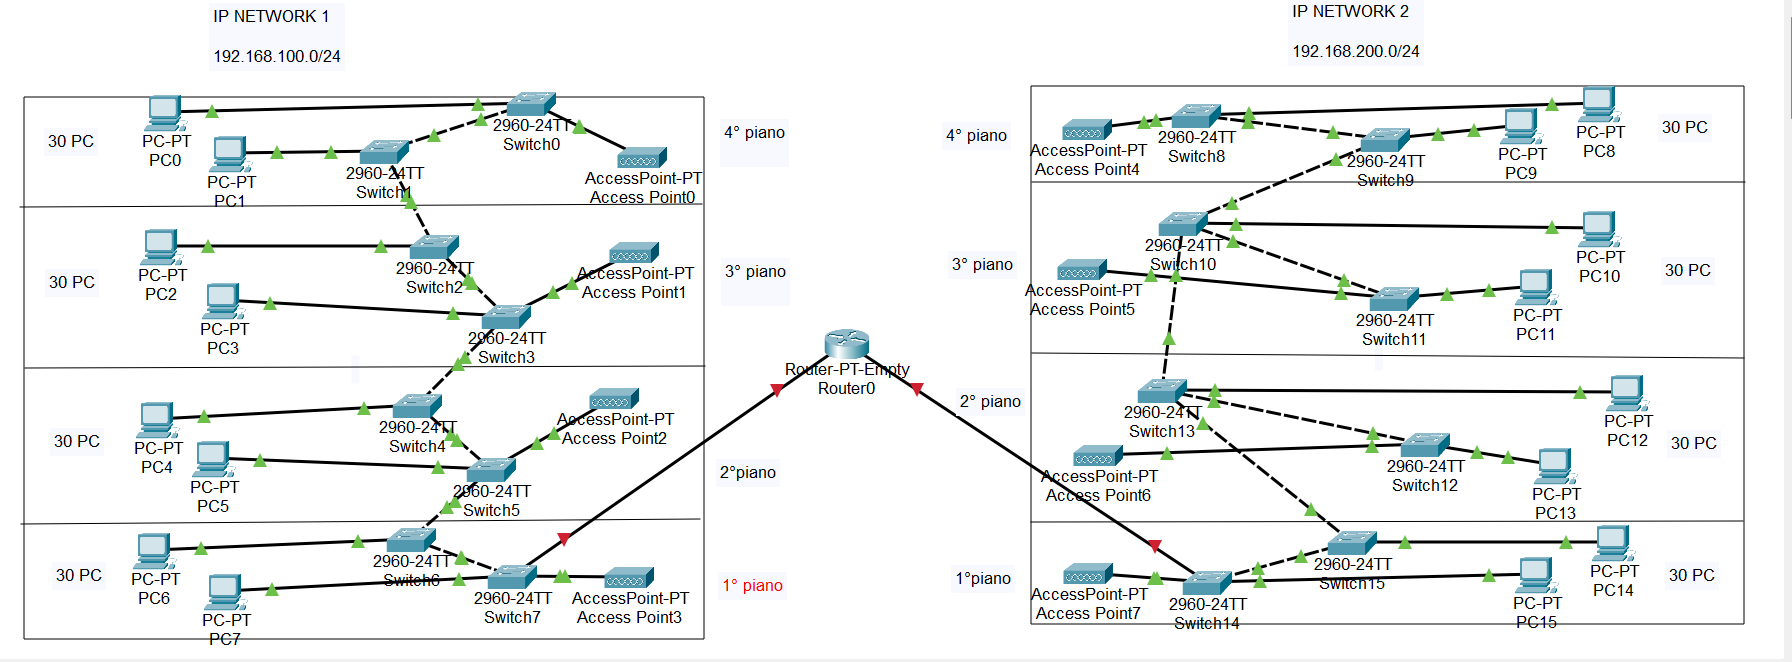 IP NETWORK 1
192.168.100.0/24
IP NETWORK 2
192.168.200.0/24
30 PC
PC-PT
PC0
PC-PT
PC1
2960-24TT
Switch0
2960-24TT
Switch1
AccessPoint-PT
Access Point0
4° piano
30 PC
PC-PT
PC2
PC-PT
PC3
2960-24TT
Switch2
2960-24TT
Switch3
AccessPoint-PT
Access Point1
3° piano
30 PC
PC-PT
PC4
PC-PT
PC5
2960-24TT
Switch4
2960-24TT
Switch5
AccessPoint-PT
Access Point2
2°piano
30 PC
PC-PT
PC6
PC-PT
PC7
2960-24TT
Switch6
2960-24TT
Switch7
AccessPoint-PT
Access Point3
1° piano
Router-PT-Empty
Router0
4° piano
AccessPoint-PT
Access Point4
2960-24TT
Switch8
2960-24TT
Switch9
PC-PT
PC9
PC-PT
PC8
30 PC
3° piano
AccessPoint-PT
Access Point5
2960-24TT
Switch10
2960-24TT
Switch11
PC-PT
PC10
PC-PT
PC11
30 PC
2° piano
AccessPoint-PT
Access Point6
2960-24TT
Switch13
2960-24TT
Switch12
PC-PT
PC12
PC-PT
PC13
30 PC
1°piano
AccessPoint-PT
Access Point7
2960-24TT
Switch14
2960-24TT
Switch15
PC-PT
PC14
PC-PT
PC15
30 PC